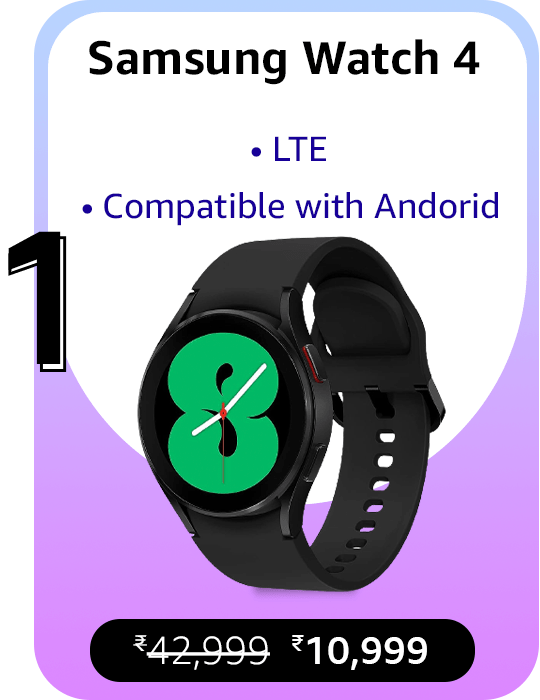 Samsung Watch 4
• LTE
• Compatible with Andorid
1
₹42,999 ₹10,999